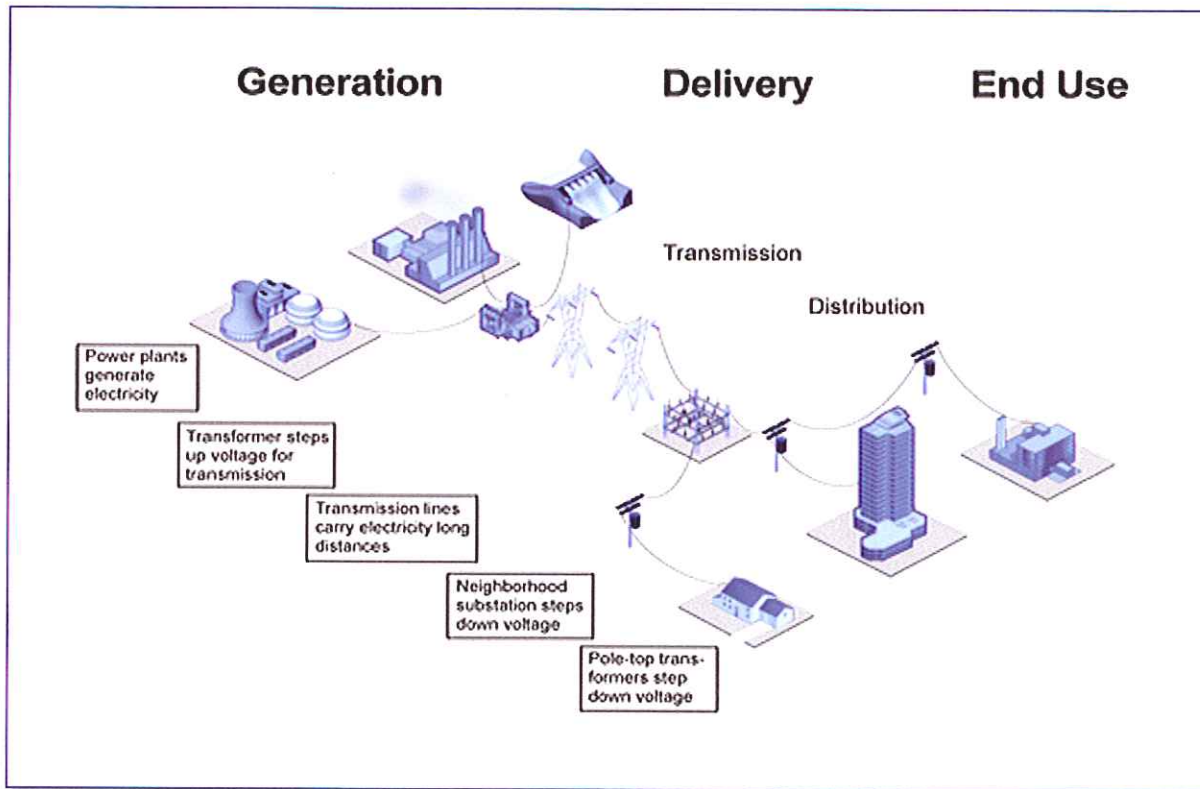 Generation
Delivery
End Use
Transmission
Distribution
Power plants
generate
electricity
Transformer steps
up voltage for
transmission
Transmission lines
carry electricity long
distances
Neighborhood
substation steps
down voltage
Pole-top trans-
formers step
down voltage